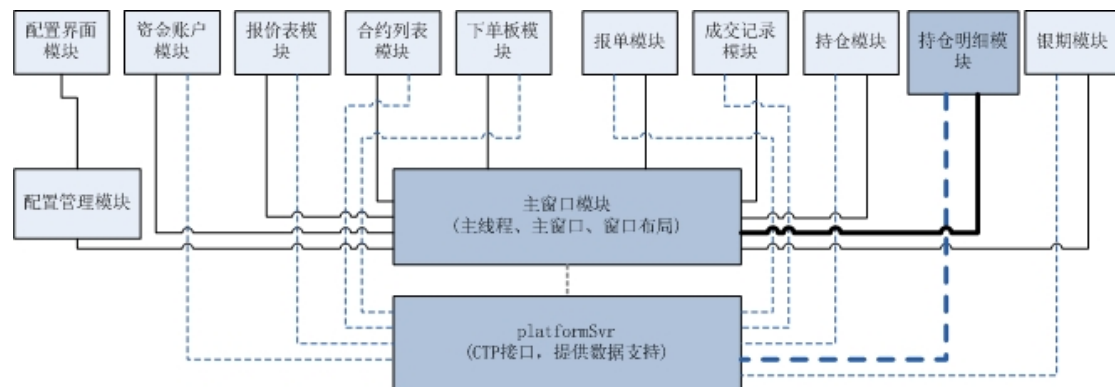 配置界面
模块
资金账户
模块
报价表模
块
合约列表
模块
下单板模
块
报单模块
成交记录
模块
持仓模块
持仓明细模
块
银期模块
配置管理模块
主窗口模块
(主线程、主窗口、窗口布局)
platformSvr
(CTP接口，提供数据支持)